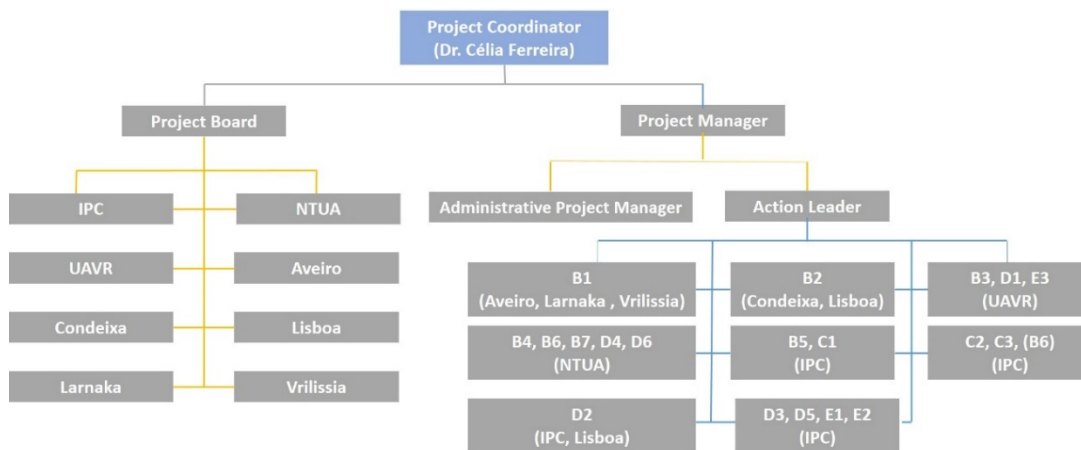 Project Coordinator
(Dr. Célia Ferreira)
Project Board
Project Manager
IPC
NTUA
Administrative Project Manager
Action Leader
UAVR
Aveiro
B1
(Aveiro, Larnaka , Vrilissia)
B2
(Condeixa, Lisboa)
B3, D1, E3
(UAVR)
Condeixa
Lisboa
B4, B6, B7, D4, D6
(NTUA)
B5, C1
(IPC)
C2, C3, (B6)
(IPC)
Larnaka
Vrilissia
D2
(IPC, Lisboa)
D3, D5, E1, E2
(IPC)